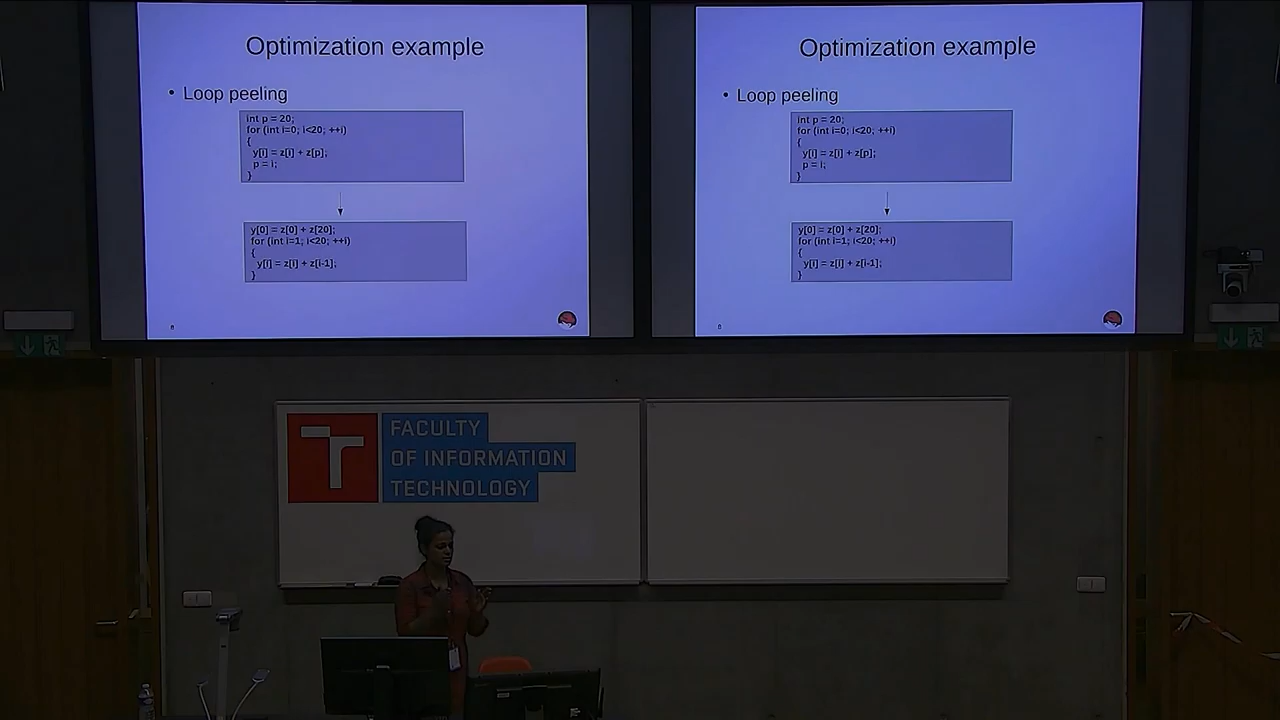 Optimization example
• Loop peeling
int p = 20;
for (int i=0; i<20; ++i)
{
y[i] = z[i] + z[p];
p = i;
}
y[0] = z[0] + z[20];
for (int i=1; i<20; ++i)
{
y[i] = z[i] + z[i-1];
}
8
Optimization example
• Loop peeling
int p = 20;
for (int i=0; i<20; ++i)
{
y[i] = z[i] + z[p];
p = i;
}
y[0] = z[0] + z[20];
for (int i=1; i<20; ++i)
{
y[i] = z[i] + z[i-1];
}
8
T
FACULTY
OF INFORMATION
TECHNOLOGY